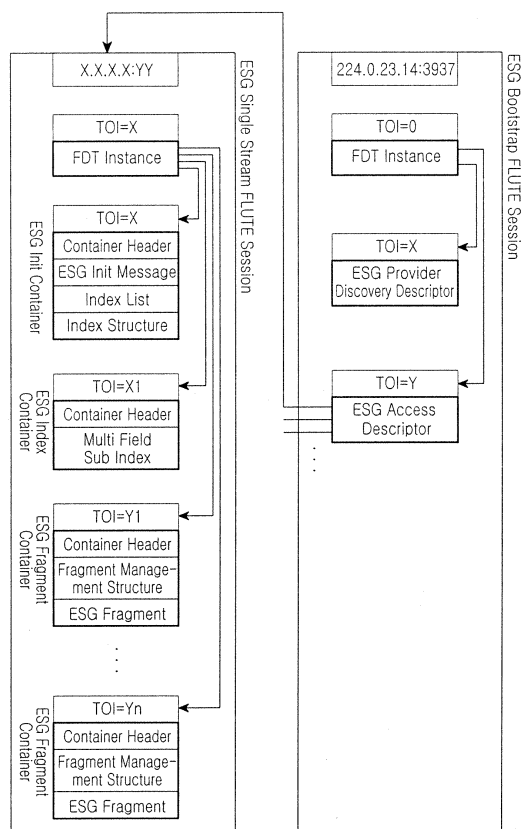 X.X.X.X:YY
TOI=X
FDT Instance
TOI=X
Container Header
ESG Init Message
Index List
Index Structure
ESG Init Container
TOI=X1
Container Header
Multi Field
Sub Index
ESG Index
Container
TOI=Y1
Container Header
Fragment Manage-
ment Structure
ESG Fragment
ESG Fragment
Container
TOI=Yn
Container Header
Fragment Manage-
ment Structure
ESG Fragment
ESG Fragment
Container
ESG Single Stream FLUTE Session
224.0.23.14:3937
TOI=0
FDT Instance
TOI=X
ESG Provider
Discovery Descriptor
TOI=Y
ESG Access
Descriptor
ESG Bootstrap FLUTE Session